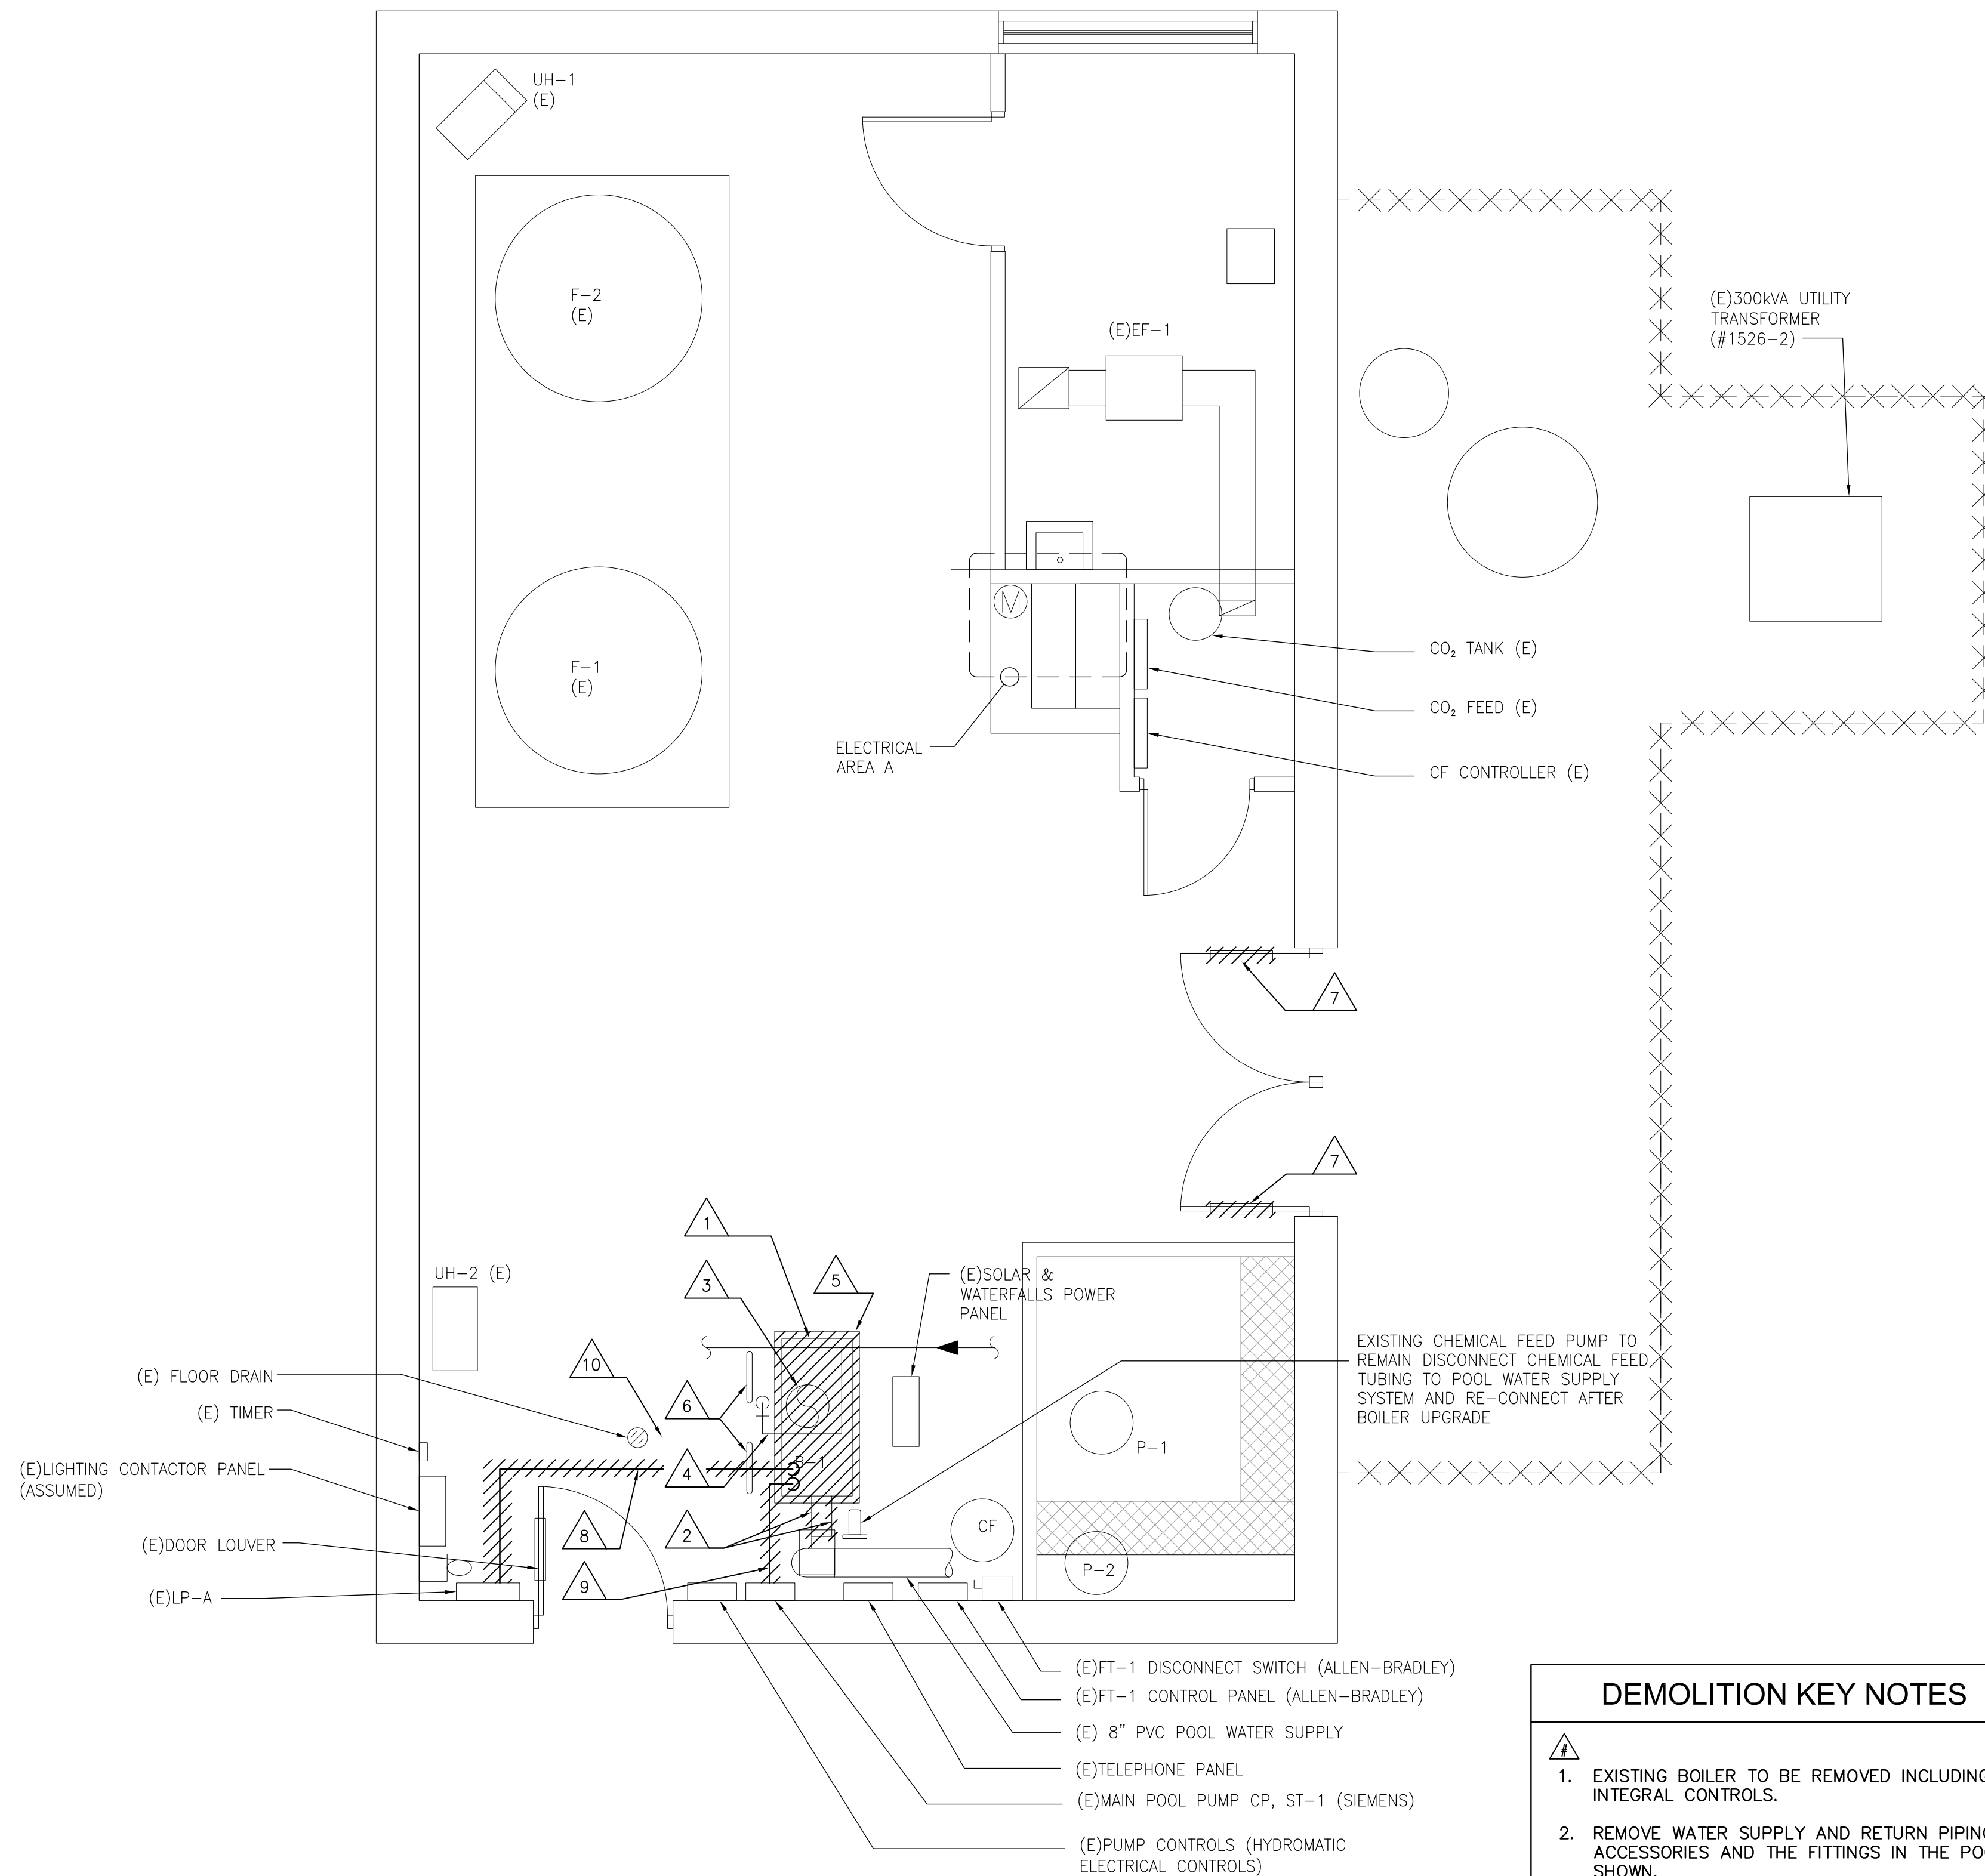 UH-1
(E)
F-2
(E)
(E)EF-1
(E)300kVA UTILITY
TRANSFORMER
(#1526-2)
M
F-1
(E)
CO₂ TANK (E)
CO₂ FEED (E)
ELECTRICAL
AREA A
CF CONTROLLER (E)
7
7
1
UH-2 (E)
3
5
(E)SOLAR &
WATERFALLS POWER
PANEL
10
6
EXISTING CHEMICAL FEED PUMP TO
REMAIN DISCONNECT CHEMICAL FEED
TUBING TO POOL WATER SUPPLY
SYSTEM AND RE-CONNECT AFTER
BOILER UPGRADE
(E) FLOOR DRAIN
(E) TIMER
P-1
B-1
(E)LIGHTING CONTACTOR PANEL
(ASSUMED)
4
8
2
CF
(E)DOOR LOUVER
9
P-2
(E)LP-A
(E)FT-1 DISCONNECT SWITCH (ALLEN-BRADLEY)
(E)FT-1 CONTROL PANEL (ALLEN-BRADLEY)
(E) 8" PVC POOL WATER SUPPLY
(E)TELEPHONE PANEL
(E)MAIN POOL PUMP CP, ST-1 (SIEMENS)
(E)PUMP CONTROLS (HYDROMATIC
ELECTRICAL CONTROLS)
DEMOLITION KEY NOTES
#
1. EXISTING BOILER TO BE REMOVED INCLUDING
INTEGRAL CONTROLS.
2. REMOVE WATER SUPPLY AND RETURN PIPING
ACCESSORIES AND THE FITTINGS IN THE PO
SHOWN.